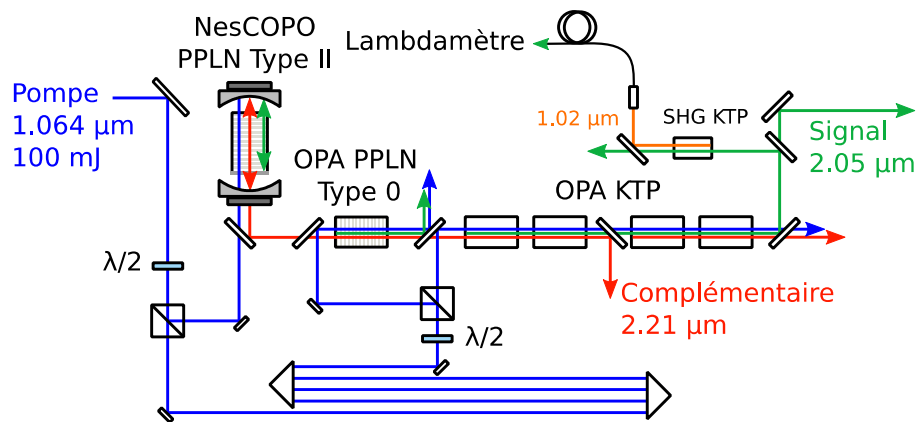 NesCOPO
PPLN Type II
Lambdamètre
Pompe
1.064 µm
100 mJ
1.02 µm
SHG KTP
Signal
2.05 µm
OPA PPLN
Type 0
OPA KTP
λ/2
Complémentaire
2.21 µm
λ/2